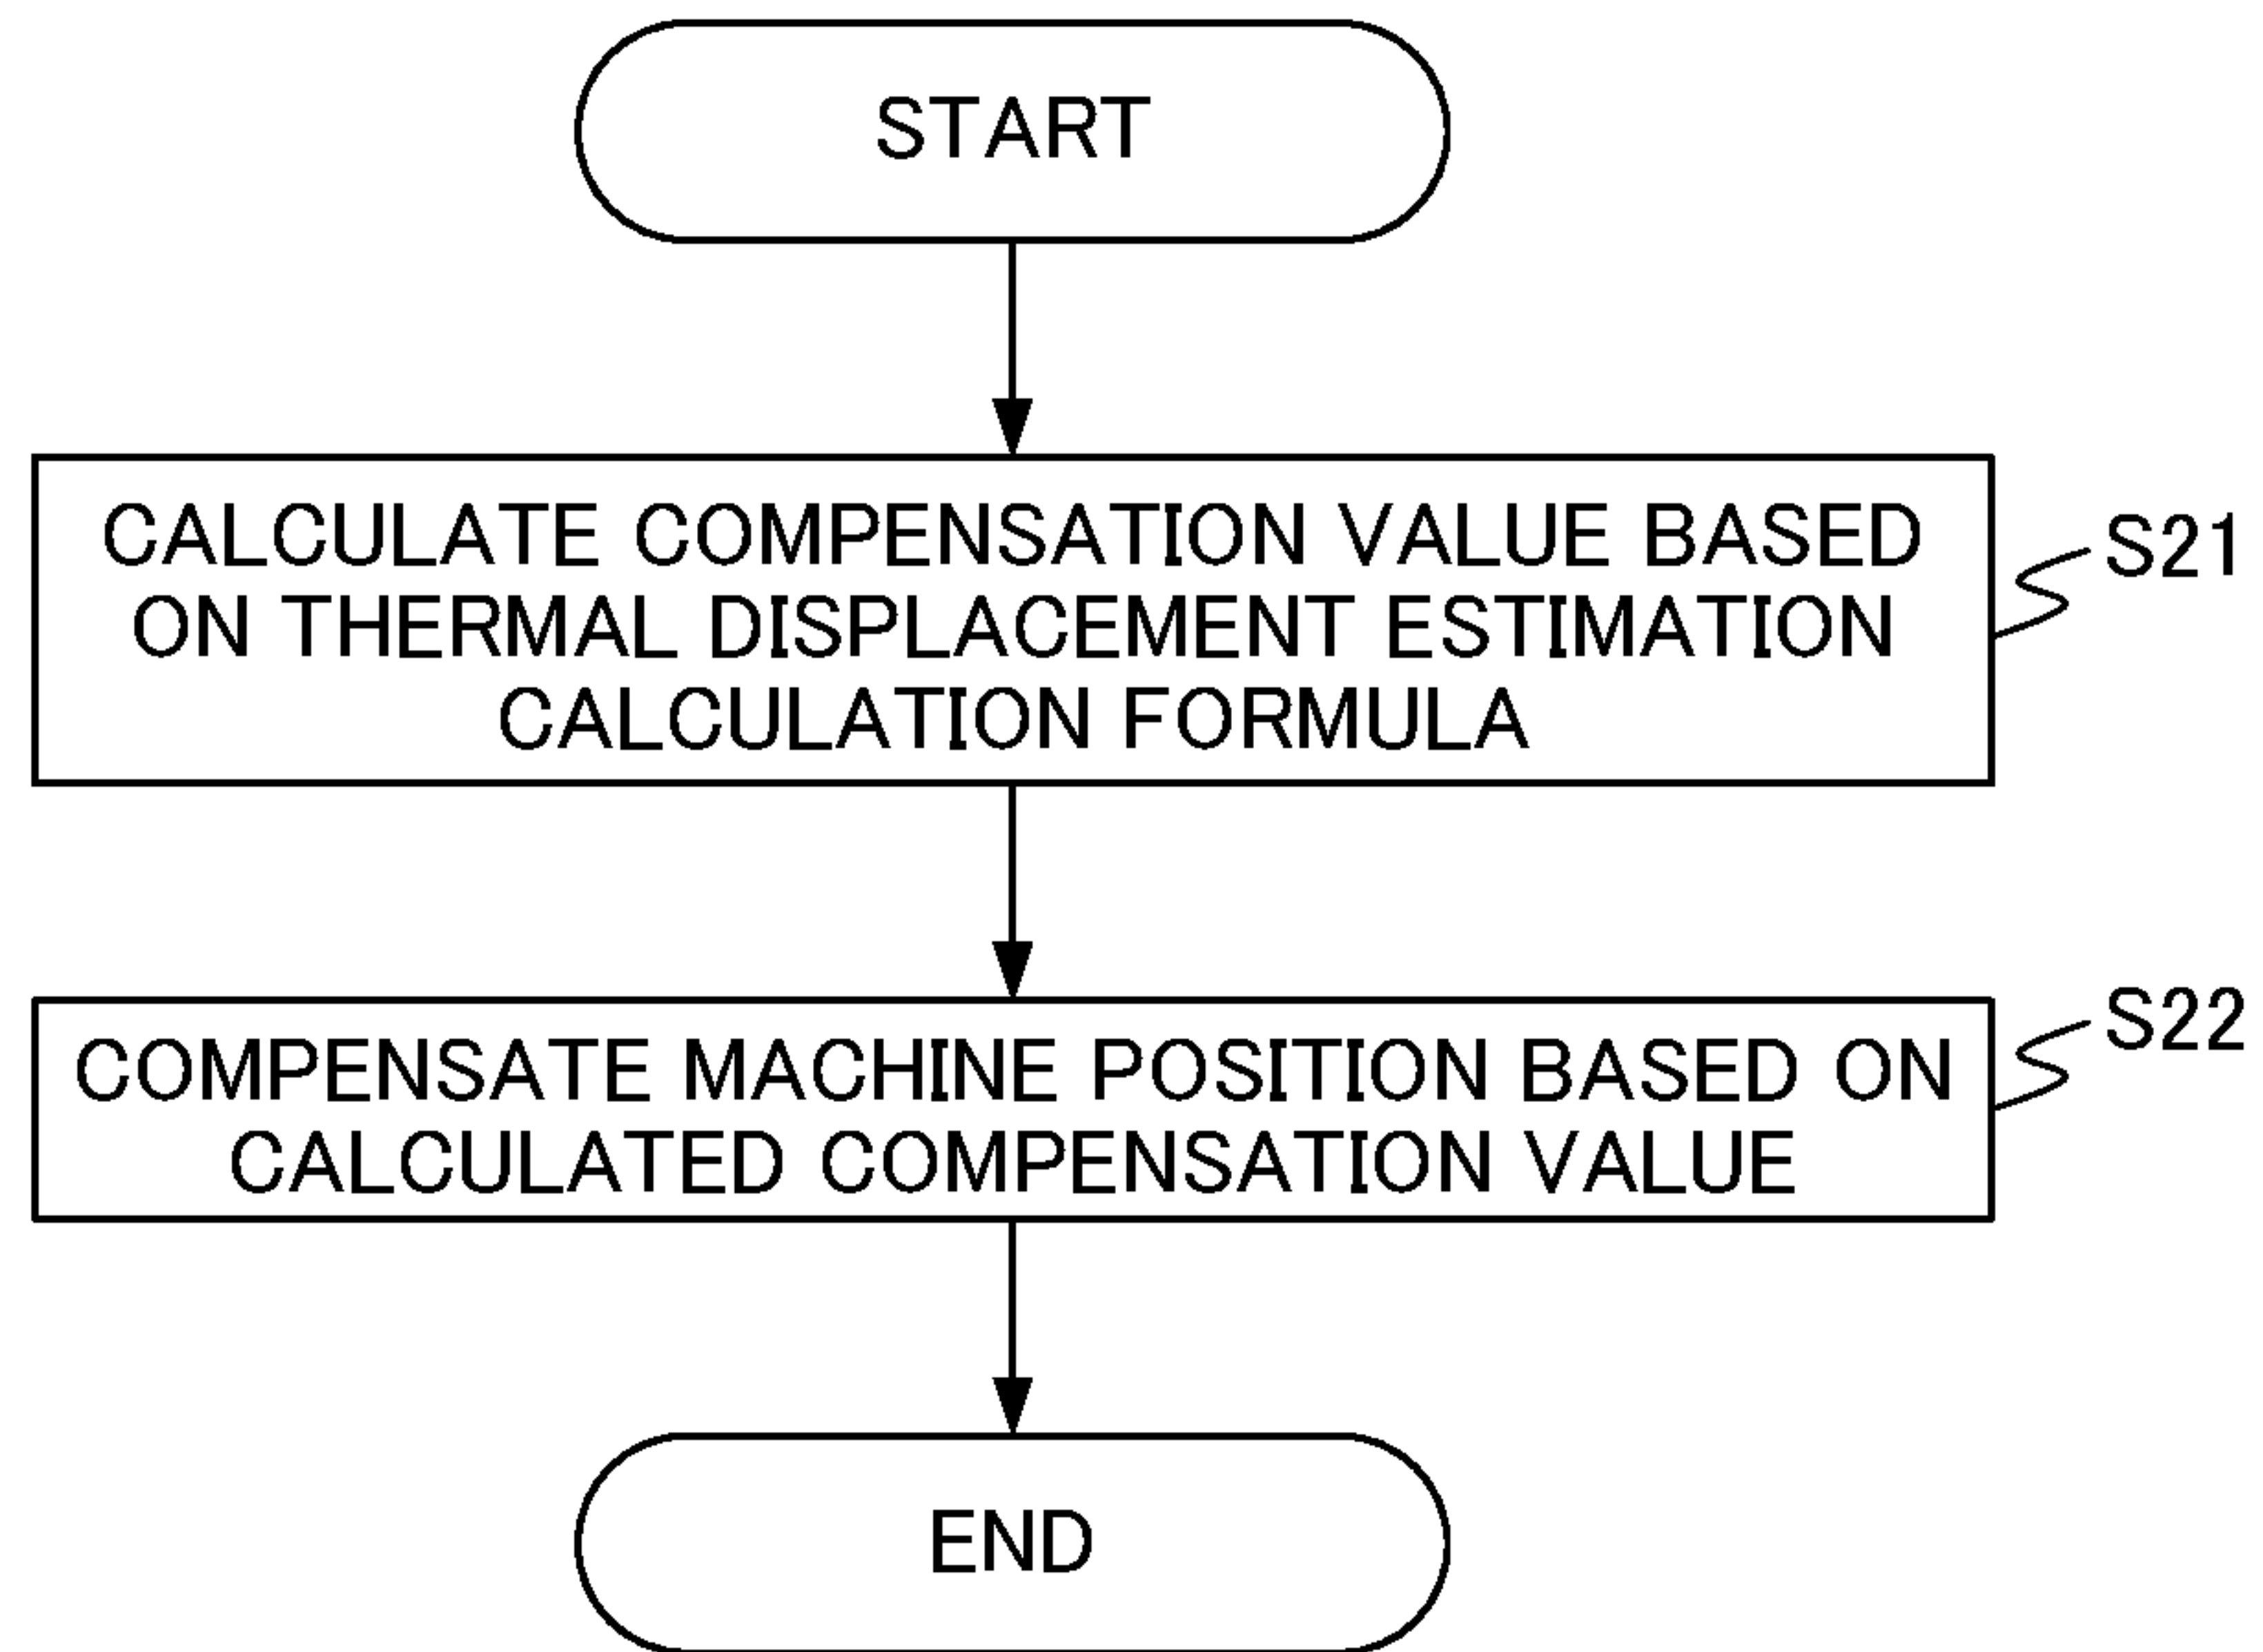 START
CALCULATE COMPENSATION VALUE BASED
ON THERMAL DISPLACEMENT ESTIMATION
CALCULATION FORMULA
S21
COMPENSATE MACHINE POSITION BASED ON
CALCULATED COMPENSATION VALUE
S22
END